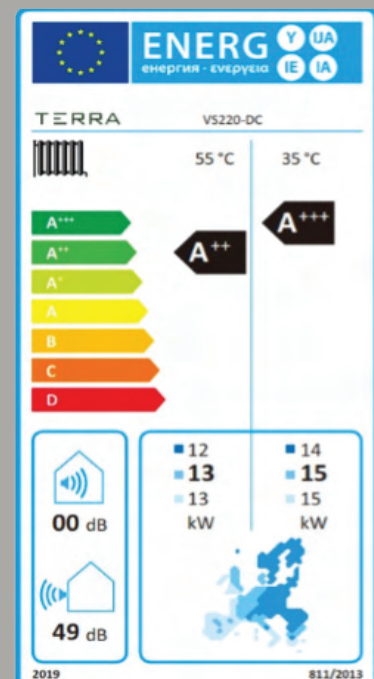 ENERG Y IJA
енергия · ενεργεια IE IA
TERRA VS220-DC
55 °C 35 °C
A+++
A+++
A++
A++
A+
A
B
C
D
12 14
13 15
13 15
kW kW
00 dB
49 dB
2019 811/2013